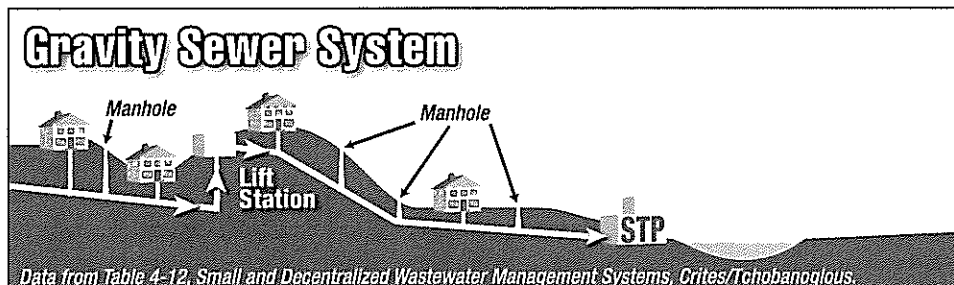 Gravity Sewer System
Manhole
Manhole
Lift
Station
STP
Data from Table 4-12, Small and Decentralized Wastewater Management Systems, Crites/Tchobanoglous.